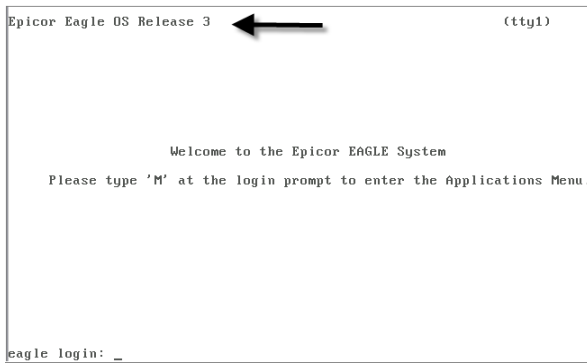 Epicor Eagle OS Release 3 (tty1)
Welcome to the Epicor EAGLE System
Please type 'M' at the login prompt to enter the Applications Menu
eagle login: _